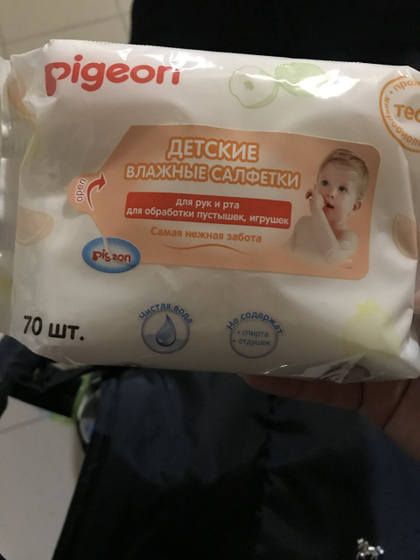 pigeon
ДЕТСКИЕ
ВЛАЖНЫЕ САЛФЕТКИ
open
для рук и рта
для обработки пустышек, игрушек
Самая нежная забота
Pigeon
70 шт.
Чистая вода
Не содержат
• спирта
• отдушек